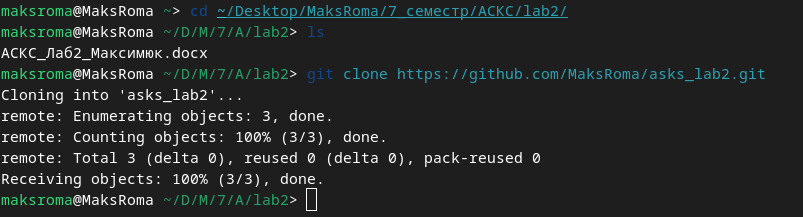 maksroma@MaksRoma ~> cd ~/Desktop/MaksRoma/7_семестр/АСКС/lab2/
maksroma@MaksRoma ~/D/M/7/А/lab2> ls
АСКС_Лаб2_Максимюк.docx
maksroma@MaksRoma ~/D/M/7/А/lab2> git clone https://github.com/MaksRoma/asks_lab2.git
Cloning into 'asks_lab2'...
remote: Enumerating objects: 3, done.
remote: Counting objects: 100% (3/3), done.
remote: Total 3 (delta 0), reused 0 (delta 0), pack-reused 0
Receiving objects: 100% (3/3), done.
maksroma@MaksRoma ~/D/M/7/А/lab2>